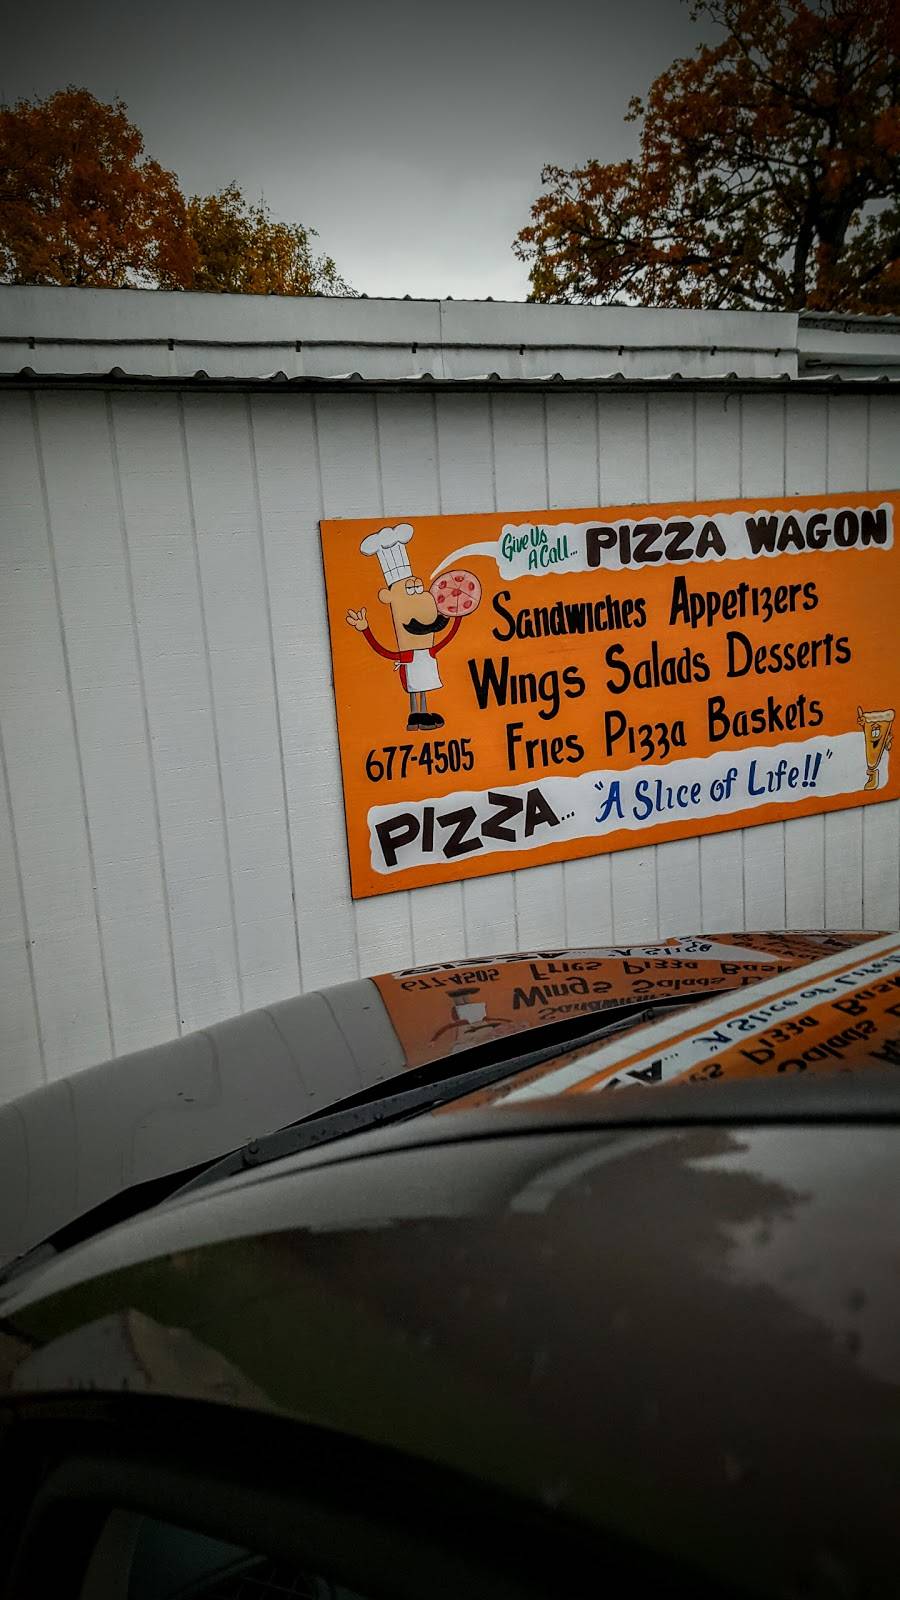 Give Us
A Call...
PIZZA WAGON
Sandwiches Appetizers
Wings Salads Desserts
677-4505 Fries Pizza Baskets
PIZZA... "A Slice of Life!!"